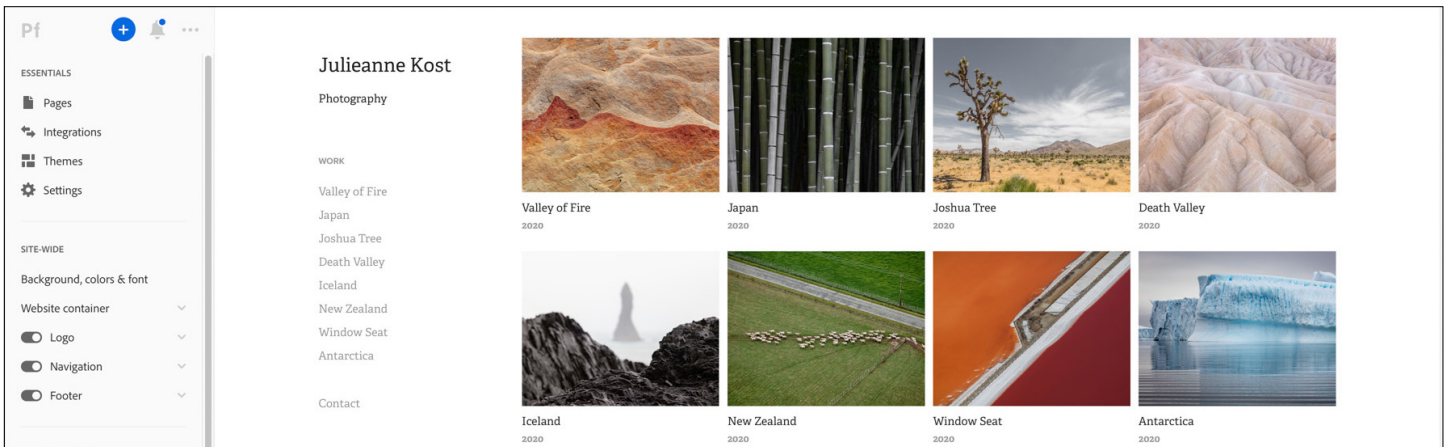 Pf
ESSENTIALS
Pages
Integrations
Themes
Settings
SITE-WIDE
Background, colors & font
Website container
Logo
Navigation
Footer
Julieanne Kost
Photography
WORK
Valley of Fire
Japan
Joshua Tree
Death Valley
Iceland
New Zealand
Window Seat
Antarctica
Contact
Valley of Fire
2020
Japan
2020
Joshua Tree
2020
Death Valley
2020
Iceland
2020
New Zealand
2020
Window Seat
2020
Antarctica
2020